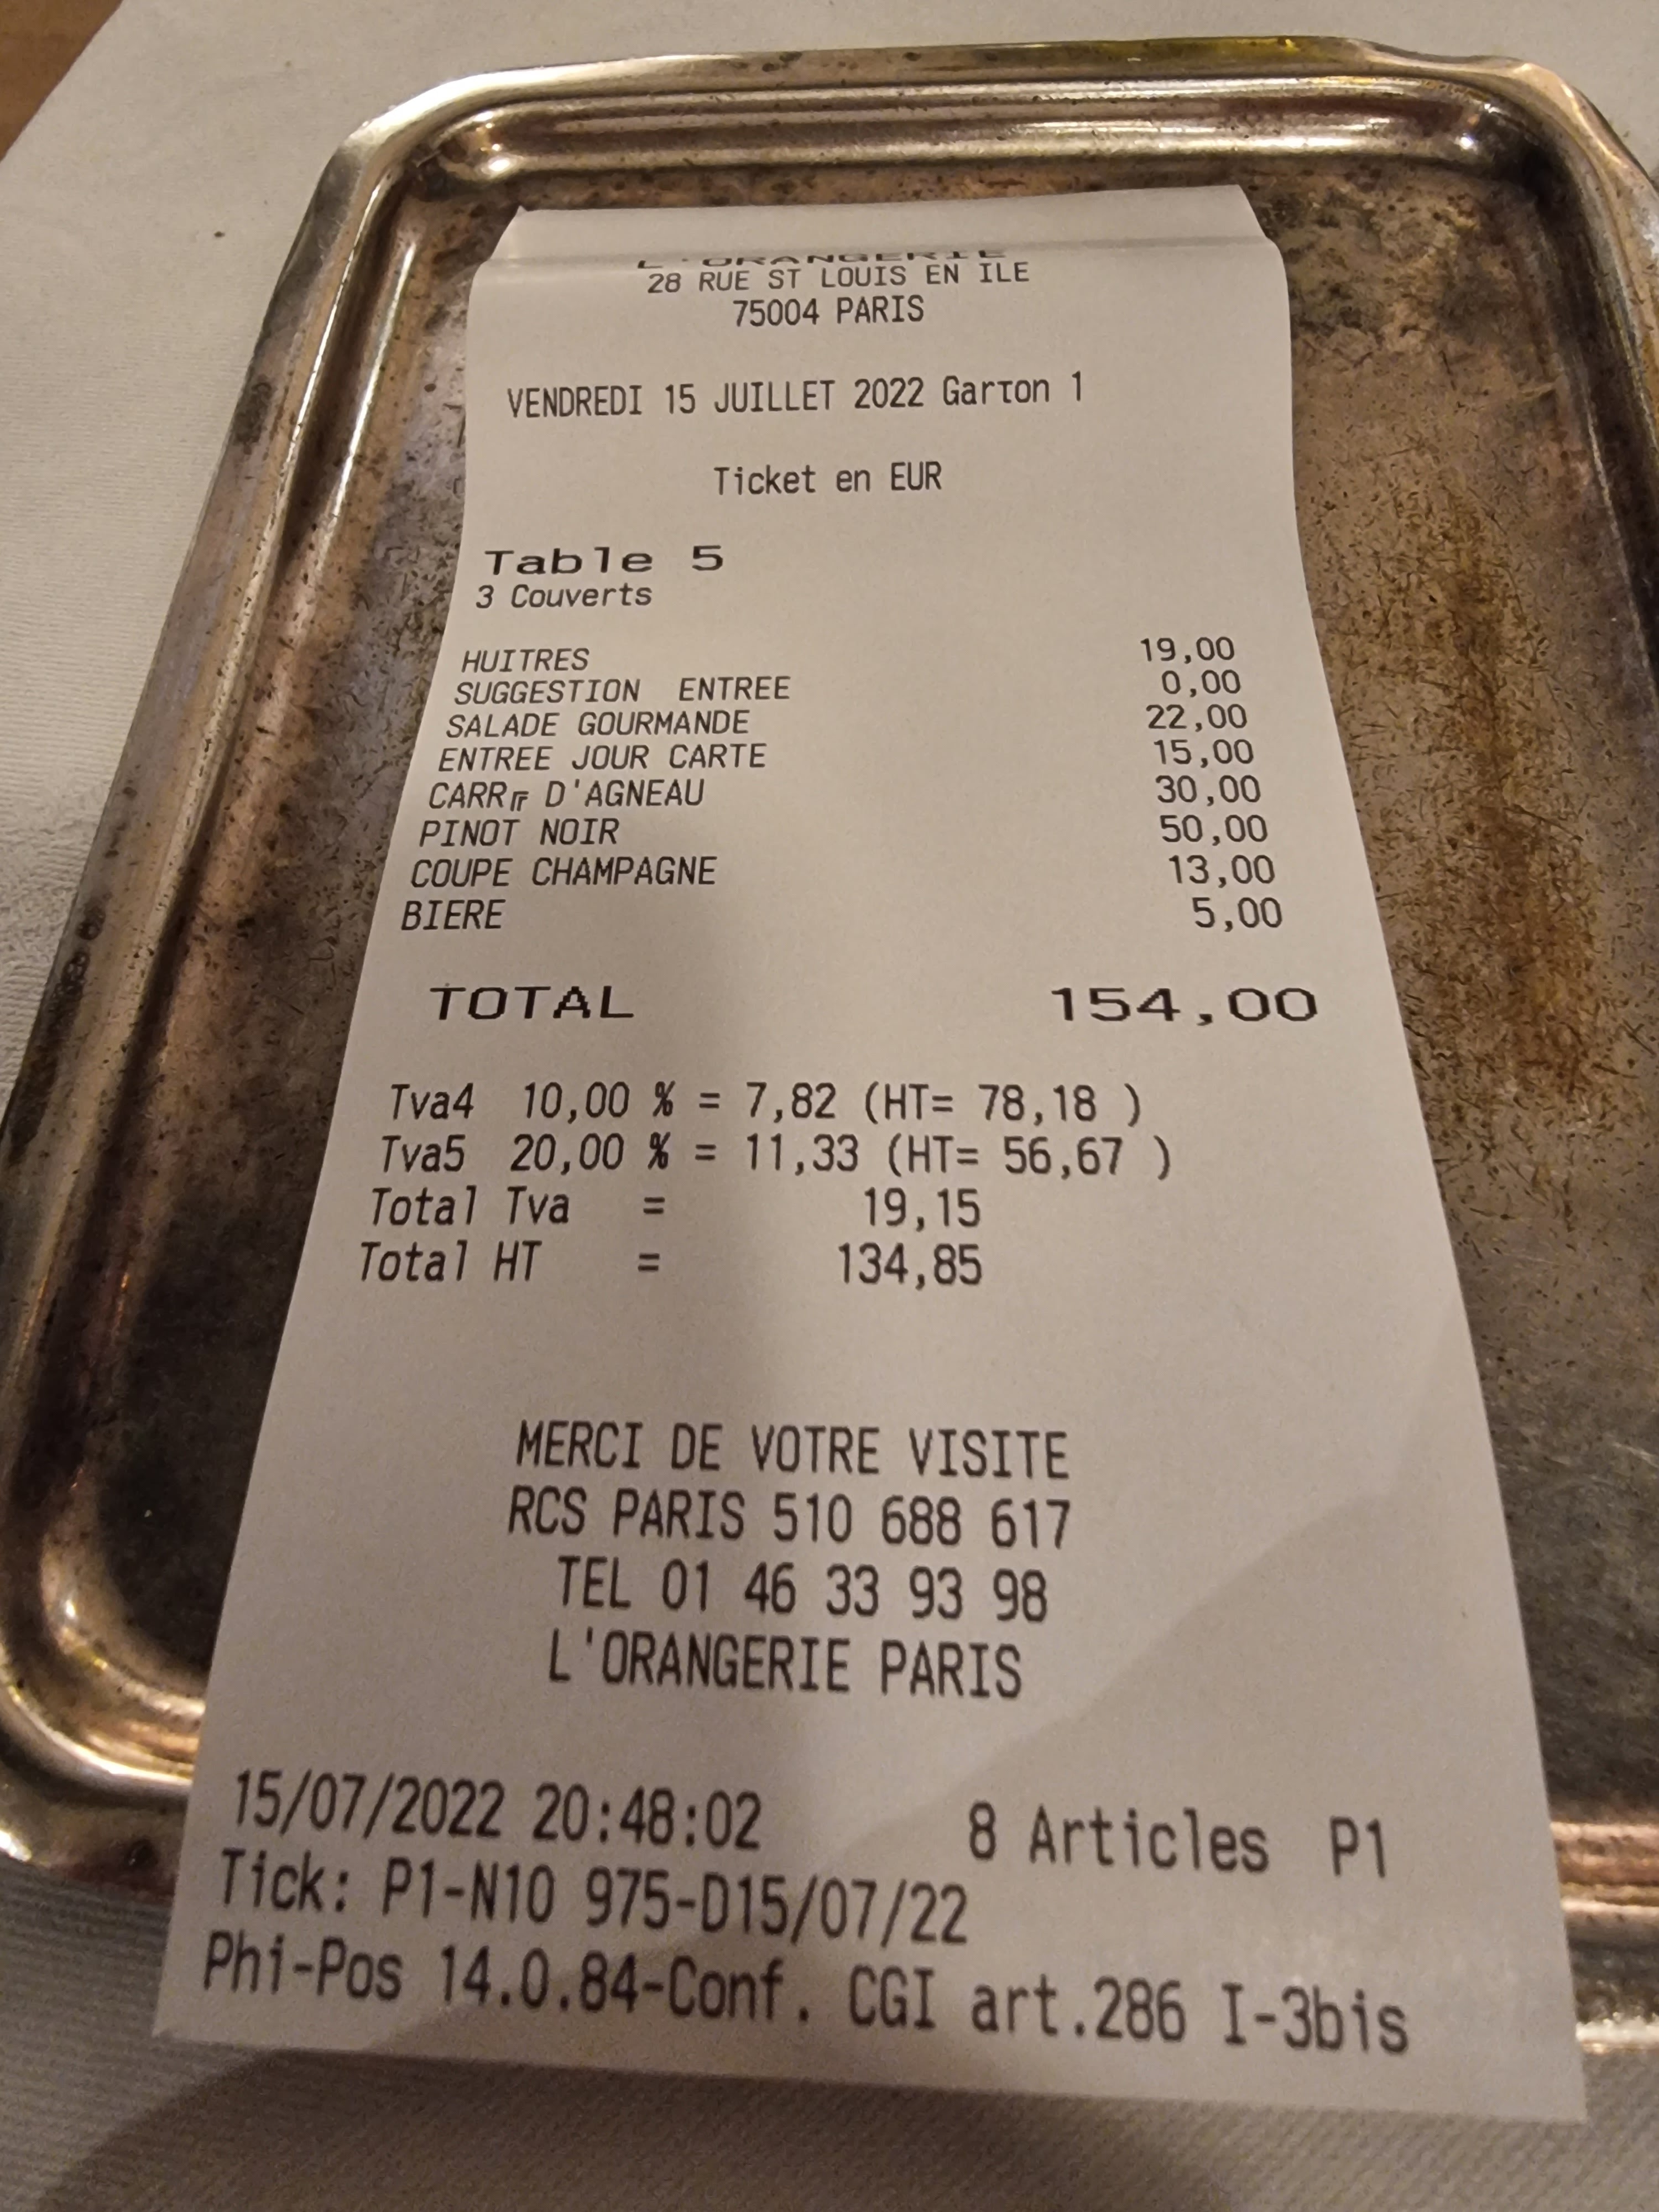 L'ORANGERIE
28 RUE ST LOUIS EN ILE
75004 PARIS
VENDREDI 15 JUILLET 2022 Garτon 1
Ticket en EUR
Table 5
3 Couverts
HUITRES 19,00
SUGGESTION ENTREE 0,00
SALADE GOURMANDE 22,00
ENTREE JOUR CARTE 15,00
CARR╔ D'AGNEAU 30,00
PINOT NOIR 50,00
COUPE CHAMPAGNE 13,00
BIERE 5,00
TOTAL 154,00
Tva4 10,00 % = 7,82 (HT= 78,18 )
Tva5 20,00 % = 11,33 (HT= 56,67 )
Total Tva = 19,15
Total HT = 134,85
MERCI DE VOTRE VISITE
RCS PARIS 510 688 617
TEL 01 46 33 93 98
L'ORANGERIE PARIS
15/07/2022 20:48:02 8 Articles P1
Tick: P1-N10 975-D15/07/22
Phi-Pos 14.0.84-Conf. CGI art.286 I-3bis